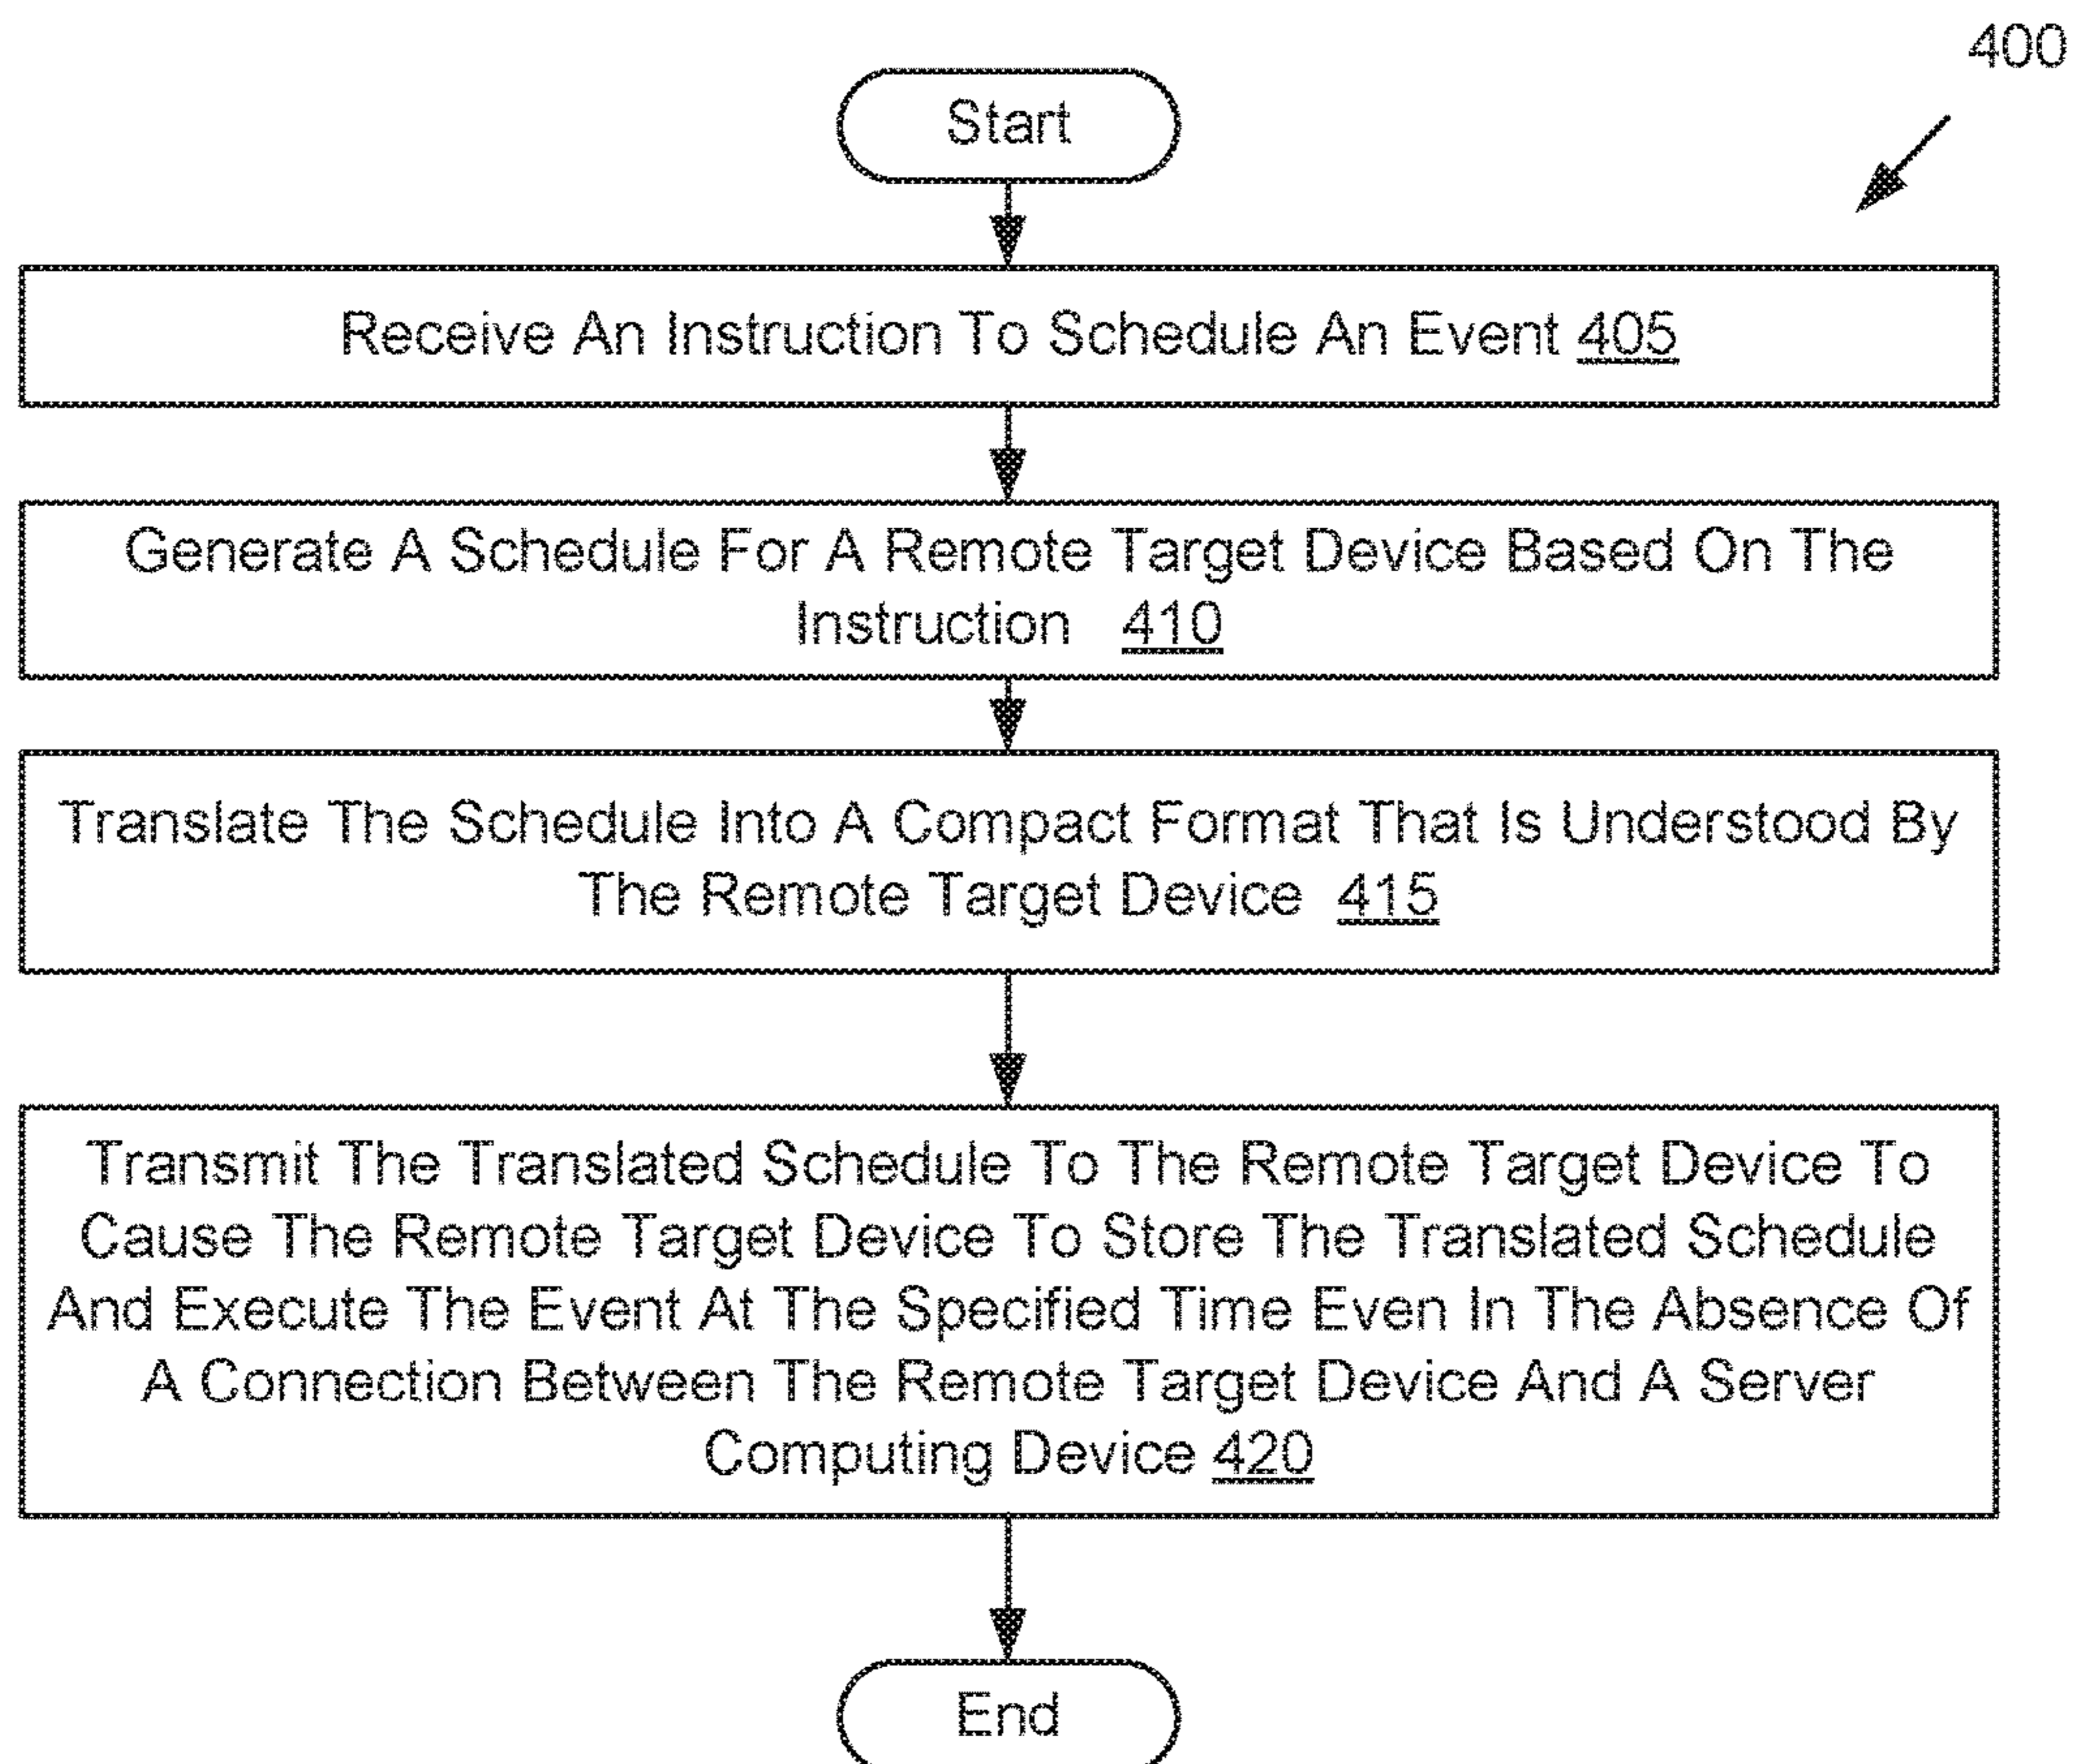 400
Start
Receive An Instruction To Schedule An Event 405
Generate A Schedule For A Remote Target Device Based On The
Instruction 410
Translate The Schedule Into A Compact Format That Is Understood By
The Remote Target Device 415
Transmit The Translated Schedule To The Remote Target Device To
Cause The Remote Target Device To Store The Translated Schedule
And Execute The Event At The Specified Time Even In The Absence Of
A Connection Between The Remote Target Device And A Server
Computing Device 420
End